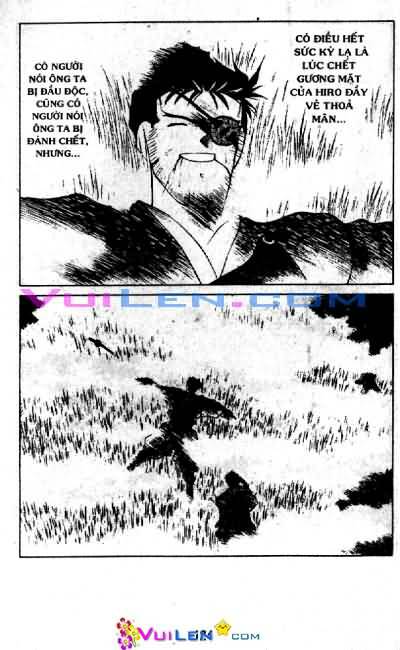 CÓ ĐIỀU HẾT
SỨC KỲ LẠ LÀ
LÚC CHẾT
GƯƠNG MẶT
CỦA HIRO ĐẦY
VẺ THOẢ
MÃN...
CÓ NGƯỜI
NÓI ÔNG TA
BỊ ĐẦU ĐỘC,
CŨNG CÓ
NGƯỜI NÓI
ÔNG TA BỊ
ĐÁNH CHẾT,
NHƯNG...
VUILEN.COM
VUILEN .COM